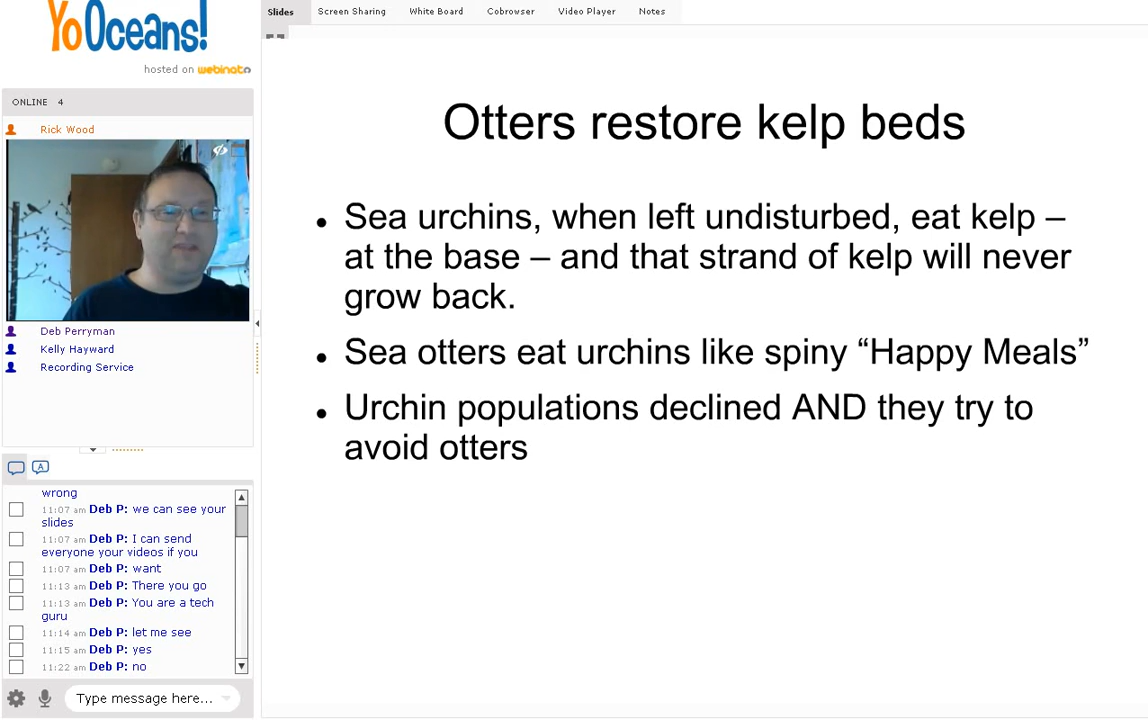 YoOceans!
hosted on webinato
ONLINE 4
Rick Wood
Deb Perryman
Kelly Hayward
Recording Service
wrong
11:07 am Deb P: we can see your
slides
11:07 am Deb P: I can send
everyone your videos if you
11:07 am Deb P: want
11:13 am Deb P: There you go
11:13 am Deb P: You are a tech
guru
11:14 am Deb P: let me see
11:15 am Deb P: yes
11:22 am Deb P: no
Type message here...
Slides Screen Sharing White Board Cobrowser Video Player Notes
Otters restore kelp beds
• Sea urchins, when left undisturbed, eat kelp –
at the base – and that strand of kelp will never
grow back.
• Sea otters eat urchins like spiny “Happy Meals”
• Urchin populations declined AND they try to
avoid otters